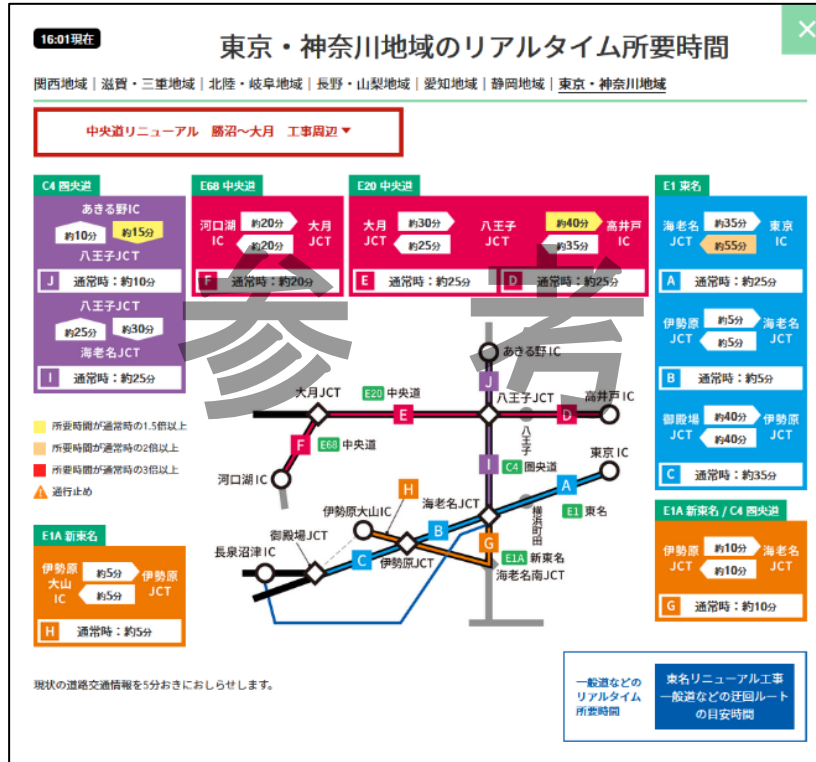 16:01現在
東京・神奈川地域のリアルタイム所要時間
×
関西地域｜滋賀・三重地域｜北陸・岐阜地域｜長野・山梨地域｜愛知地域｜静岡地域｜東京・神奈川地域
中央道リニューアル 勝沼～大月 工事周辺▼
C4 圏央道
あきる野IC
約10分 約15分
八王子JCT
J 通常時：約10分
八王子JCT
約25分 約30分
海老名JCT
I 通常時：約25分
E68 中央道
河口湖IC 約20分 大月JCT
約20分
F 通常時：約20分
E20 中央道
大月JCT 約30分 八王子JCT 約40分 高井戸IC
約25分 約35分
E 通常時：約25分 D 通常時：約25分
E1 東名
海老名JCT 約35分 東京IC
約55分
A 通常時：約25分
伊勢原JCT 約5分 海老名JCT
約5分
B 通常時：約5分
御殿場JCT 約40分 伊勢原JCT
約40分
C 通常時：約35分
参考
所要時間が通常時の1.5倍以上
所要時間が通常時の2倍以上
所要時間が通常時の3倍以上
通行止め
あきる野IC
J
大月JCT E20 中央道 八王子JCT 高井戸IC
E D
八王子
F E68 中央道
東京IC
I C4 圏央道
河口湖IC
A
H
伊勢原大山IC 海老名JCT
横浜町田
E1 東名
御殿場JCT B
G E1A 新東名
長泉沼津IC C 伊勢原JCT 海老名南JCT
E1A 新東名
伊勢原大山IC 約5分 伊勢原JCT
約5分
H 通常時：約5分
E1A 新東名 / C4 圏央道
伊勢原JCT 約10分 海老名JCT
約10分
G 通常時：約10分
現状の道路交通情報を5分おきにおしらせします。
一般道などの
リアルタイム
所要時間
東名リニューアル工事
一般道などの迂回ルート
の目安時間